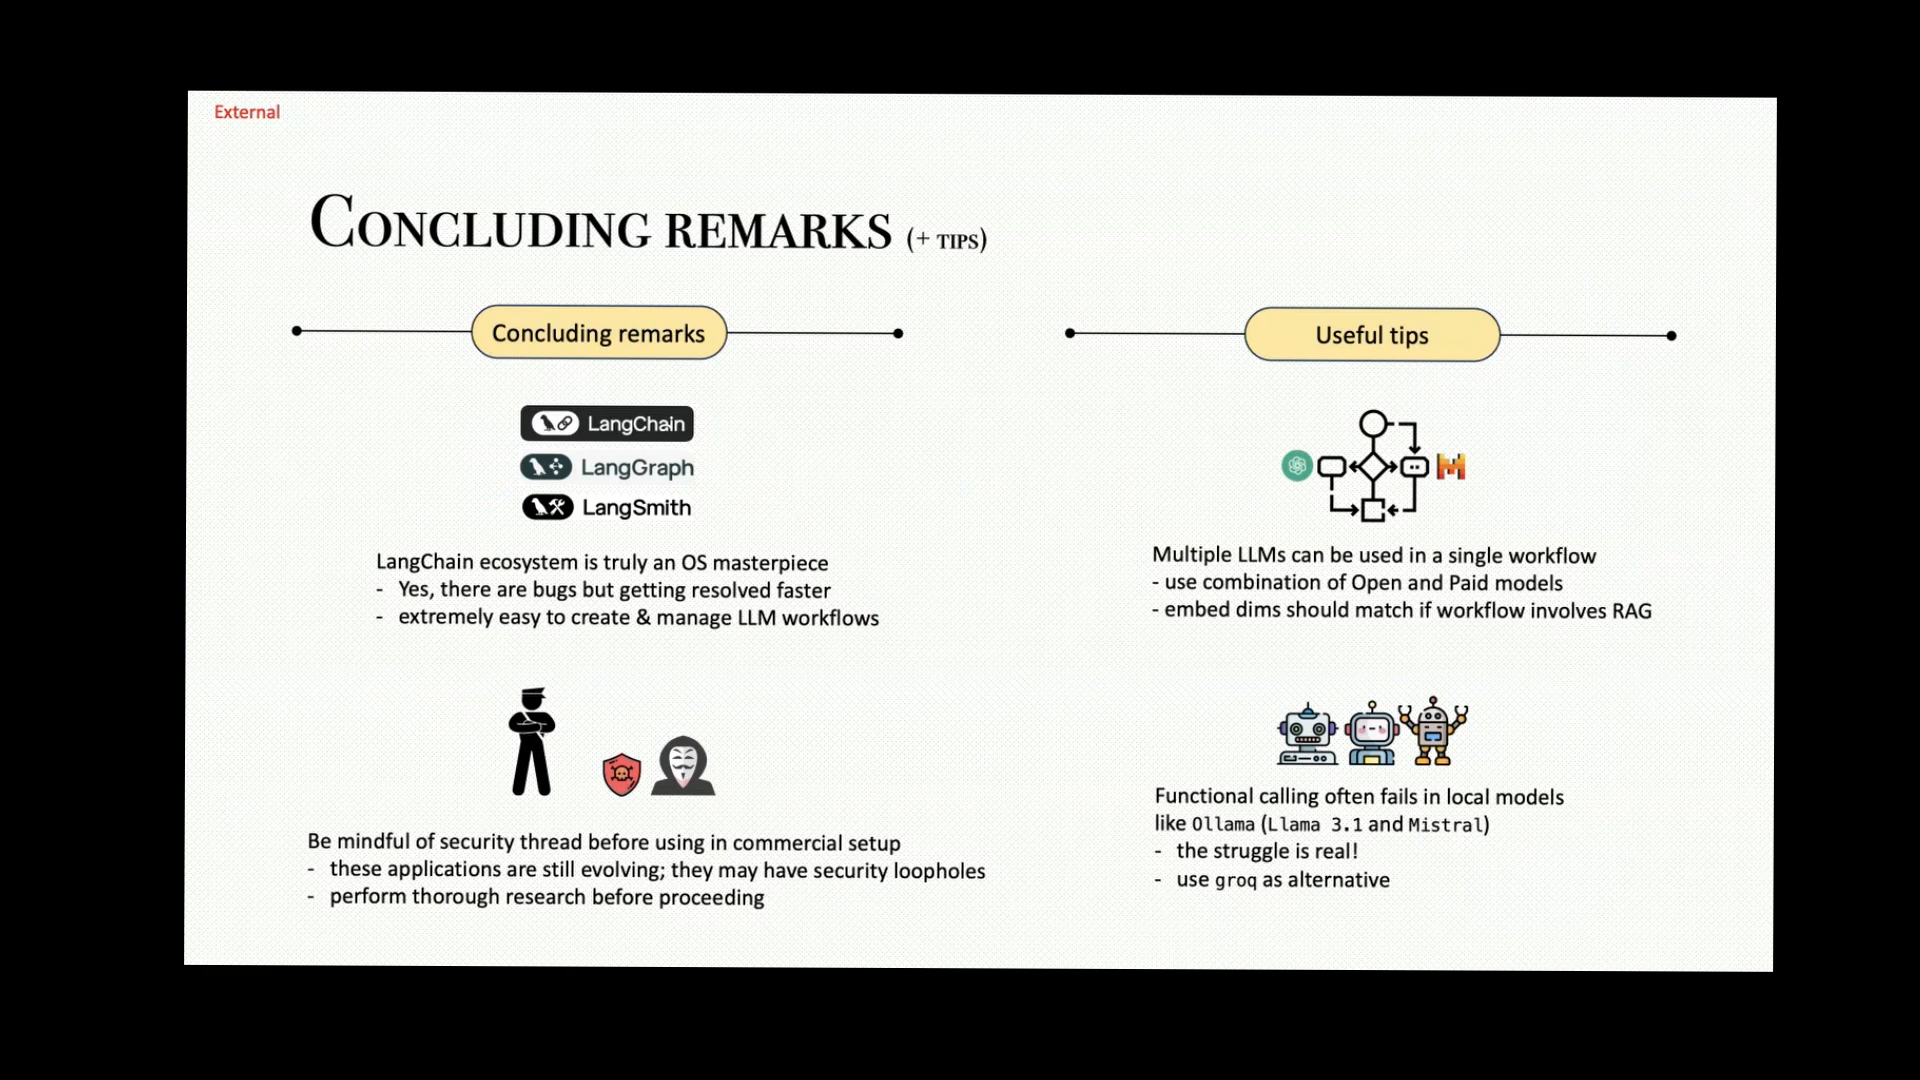 External
CONCLUDING REMARKS (+ TIPS)
Concluding remarks
LangChain
LangGraph
LangSmith
LangChain ecosystem is truly an OS masterpiece
- Yes, there are bugs but getting resolved faster
- extremely easy to create & manage LLM workflows
Be mindful of security thread before using in commercial setup
- these applications are still evolving; they may have security loopholes
- perform thorough research before proceeding
Useful tips
Multiple LLMs can be used in a single workflow
- use combination of Open and Paid models
- embed dims should match if workflow involves RAG
Functional calling often fails in local models
like Ollama (Llama 3.1 and Mistral)
- the struggle is real!
- use groq as alternative